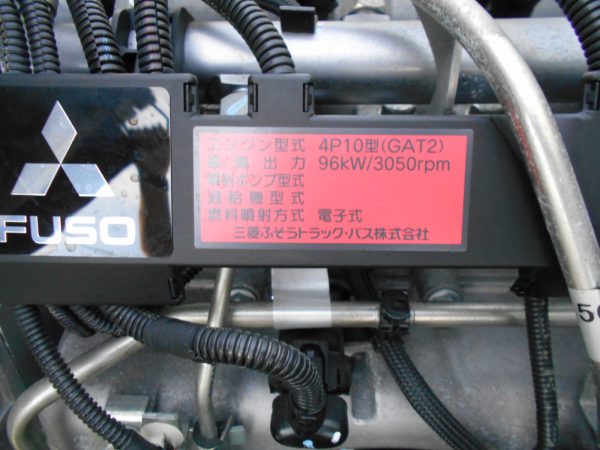 FUSO
エンジン型式 4P10型(GAT2)
最高出力 96kW/3050rpm
噴射ポンプ型式
過給機型式
燃料噴射方式 電子式
三菱ふそうトラック・バス株式会社